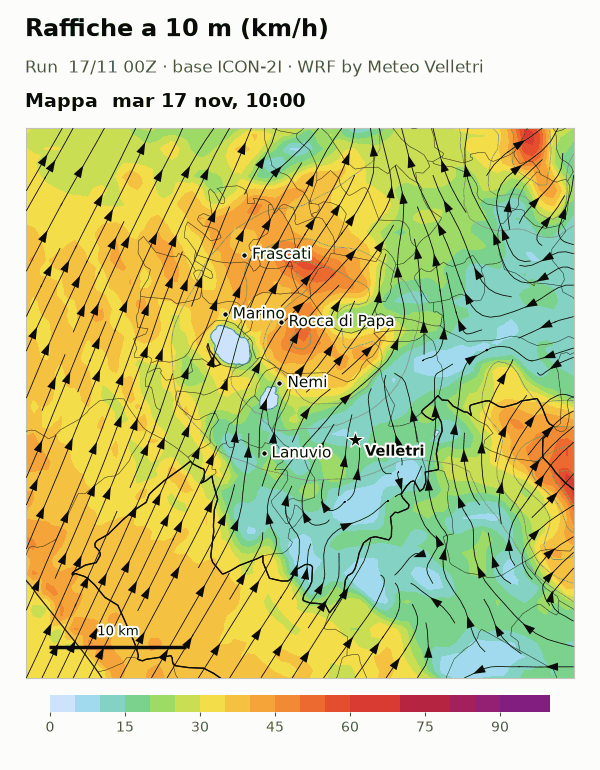 Raffiche a 10 m (km/h)
Run  17/11 00Z · base ICON-2I · WRF by Meteo Velletri
Mappa  mar 17 nov, 10:00
Frascati
Marino
Rocca di Papa
Nemi
Velletri
Lanuvio
10 km
0 15 30 45 60 75 90